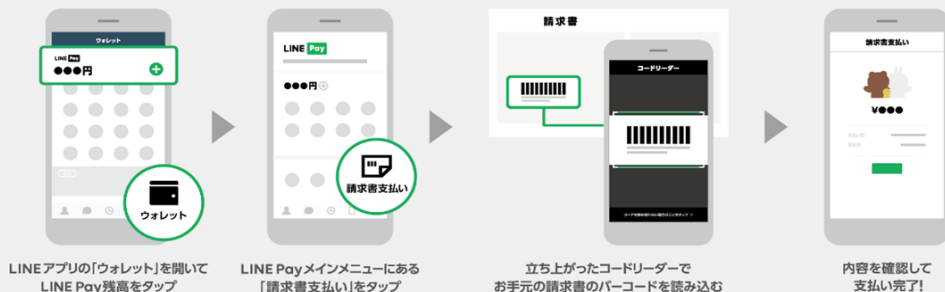 ウォレット
LINE Pay
●●●円
ウォレット
LINEアプリの「ウォレット」を開いて
LINE Pay残高をタップ
LINE Pay
●●●円
請求書支払い
LINE Payメインメニューにある
「請求書支払い」をタップ
請求書
コードリーダー
立ち上がったコードリーダーで
お手元の請求書のバーコードを読み込む
請求書支払い
¥●●●
内容を確認して
支払い完了!